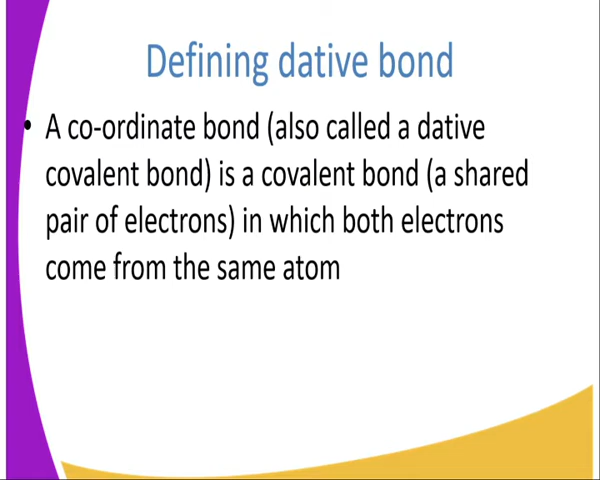 Defining dative bond
• A co-ordinate bond (also called a dative
covalent bond) is a covalent bond (a shared
pair of electrons) in which both electrons
come from the same atom